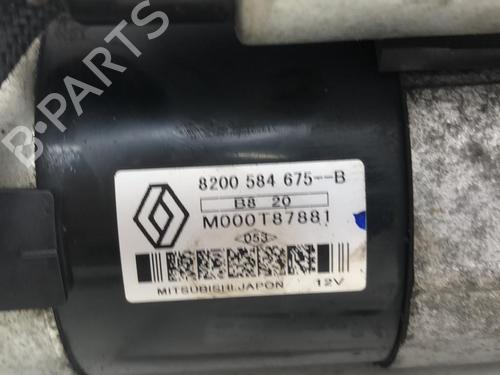 B-PARTS
8200 584 675--B
B8 20
M000T87881
053
MITSUBISHI.JAPON 12V